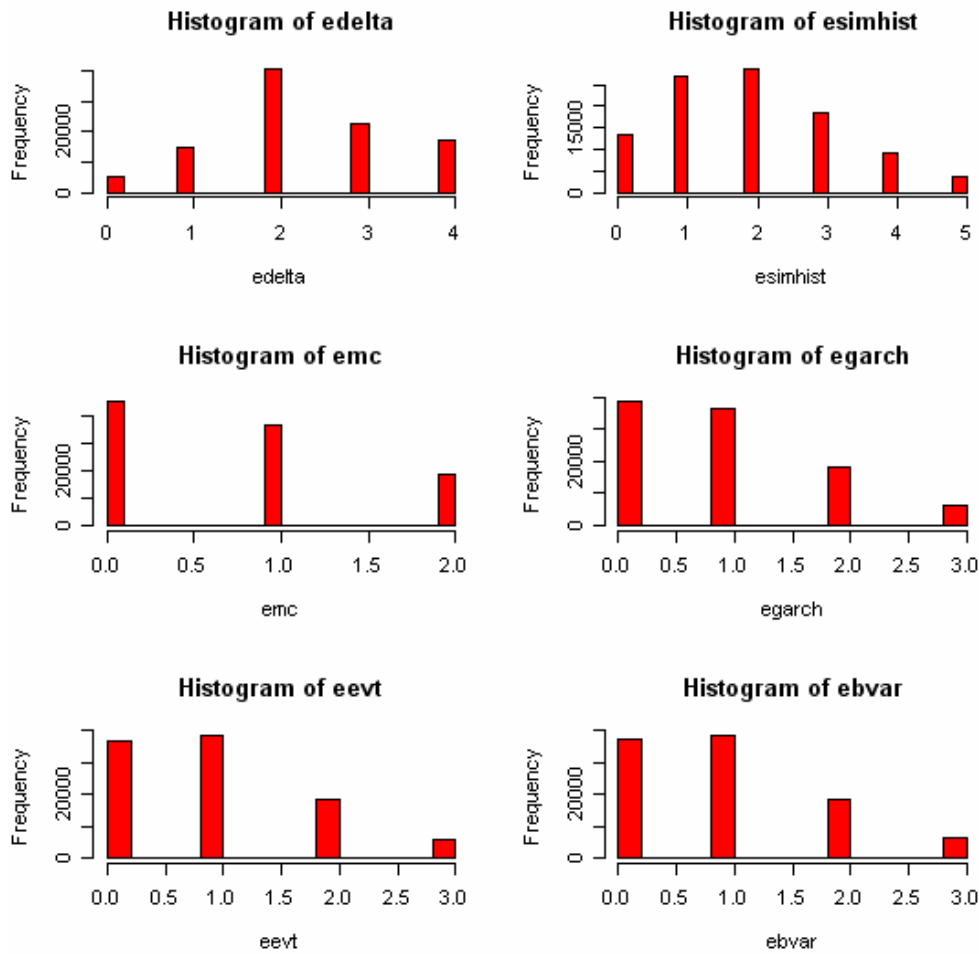 Histogram of edelta
Frequency
0 20000
0 1 2 3 4
edelta
Histogram of esimhist
Frequency
0 15000
0 1 2 3 4 5
esimhist
Histogram of emc
Frequency
0 20000
0.0 0.5 1.0 1.5 2.0
emc
Histogram of egarch
Frequency
0 20000
0.0 0.5 1.0 1.5 2.0 2.5 3.0
egarch
Histogram of eevt
Frequency
0 20000
0.0 0.5 1.0 1.5 2.0 2.5 3.0
eevt
Histogram of ebvar
Frequency
0 20000
0.0 0.5 1.0 1.5 2.0 2.5 3.0
ebvar